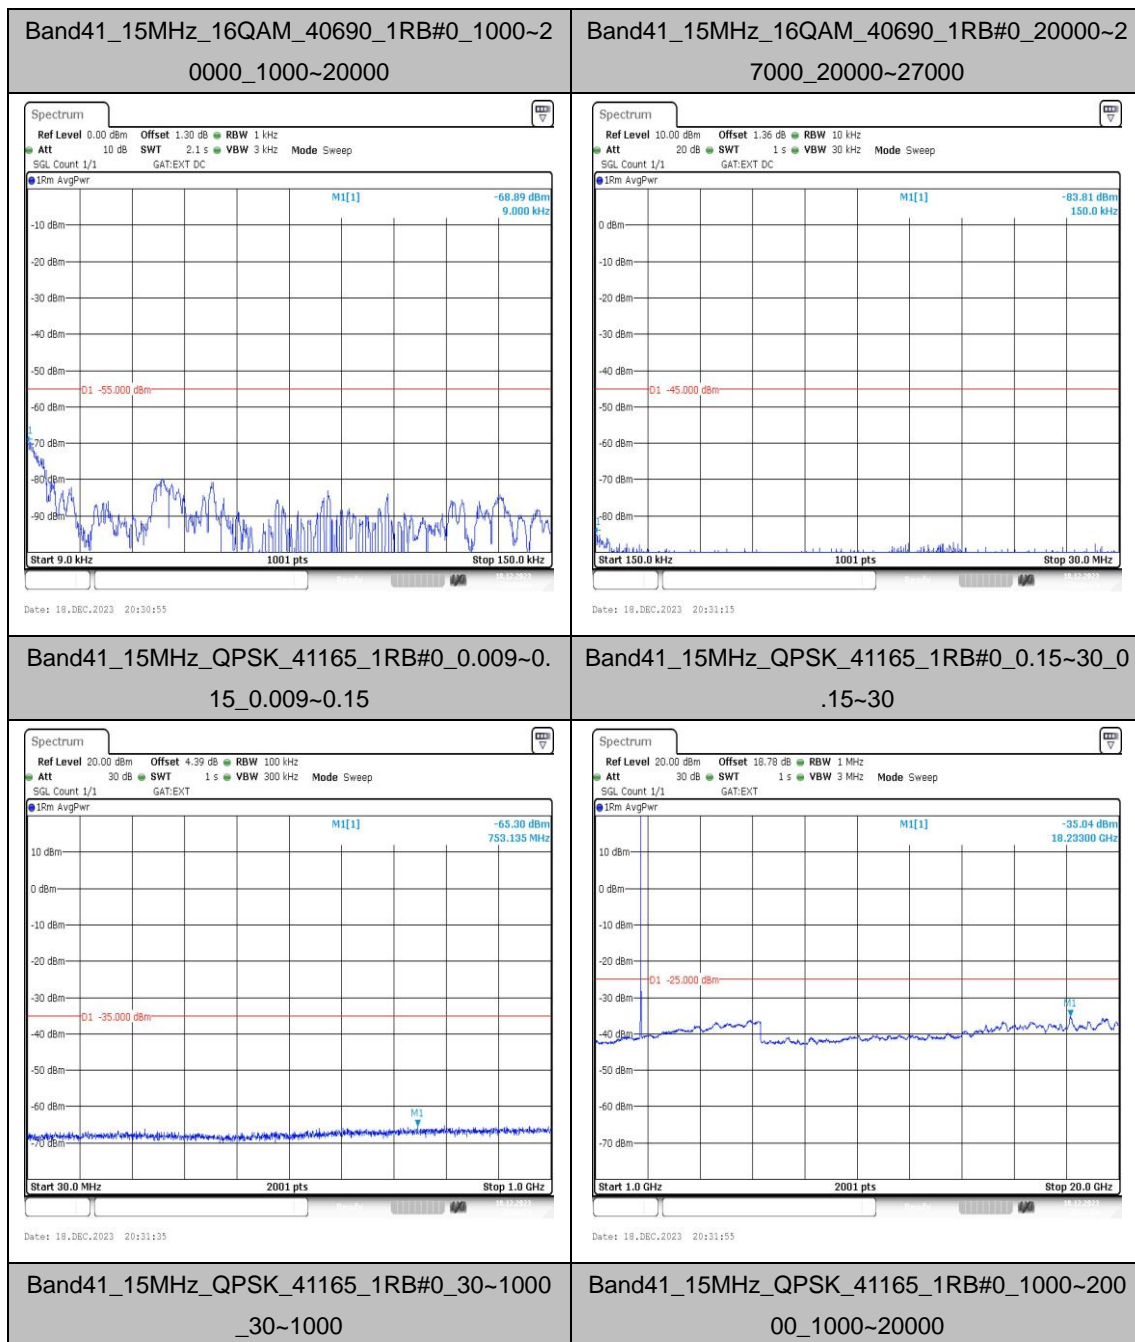 Band41_15MHz_16QAM_40690_1RB#0_1000~2
0000_1000~20000
Band41_15MHz_16QAM_40690_1RB#0_20000~2
7000_20000~27000
Spectrum
Ref Level 0.00 dBm Offset 1.30 dB RBW 1 kHz
Att 10 dB SWT 2.1 s VBW 3 kHz Mode Sweep
SGL Count 1/1 GAT:EXT DC
1Rm AvgPwr
M1[1] -68.89 dBm
9.000 kHz
-10 dBm
-20 dBm
-30 dBm
-40 dBm
-50 dBm
D1 -55.000 dBm
-60 dBm
1
-70 dBm
-80 dBm
-90 dBm
Start 9.0 kHz 1001 pts Stop 150.0 kHz
Date: 18.DEC.2023 20:30:55
Spectrum
Ref Level 10.00 dBm Offset 1.36 dB RBW 10 kHz
Att 20 dB SWT 1 s VBW 30 kHz Mode Sweep
SGL Count 1/1 GAT:EXT DC
1Rm AvgPwr
M1[1] -83.81 dBm
150.0 kHz
0 dBm
-10 dBm
-20 dBm
-30 dBm
-40 dBm
D1 -45.000 dBm
-50 dBm
-60 dBm
-70 dBm
-80 dBm
1
Start 150.0 kHz 1001 pts Stop 30.0 MHz
Date: 18.DEC.2023 20:31:15
Band41_15MHz_QPSK_41165_1RB#0_0.009~0.
15_0.009~0.15
Band41_15MHz_QPSK_41165_1RB#0_0.15~30_0
.15~30
Spectrum
Ref Level 20.00 dBm Offset 4.39 dB RBW 100 kHz
Att 30 dB SWT 1 s VBW 300 kHz Mode Sweep
SGL Count 1/1 GAT:EXT
1Rm AvgPwr
M1[1] -65.30 dBm
753.135 MHz
10 dBm
0 dBm
-10 dBm
-20 dBm
-30 dBm
D1 -35.000 dBm
-40 dBm
-50 dBm
-60 dBm
M1
-70 dBm
Start 30.0 MHz 2001 pts Stop 1.0 GHz
Date: 18.DEC.2023 20:31:35
Spectrum
Ref Level 20.00 dBm Offset 18.78 dB RBW 1 MHz
Att 30 dB SWT 1 s VBW 3 MHz Mode Sweep
SGL Count 1/1 GAT:EXT
1Rm AvgPwr
M1[1] -35.04 dBm
18.23300 GHz
10 dBm
0 dBm
-10 dBm
-20 dBm
D1 -25.000 dBm
-30 dBm
M1
-40 dBm
-50 dBm
-60 dBm
-70 dBm
Start 1.0 GHz 2001 pts Stop 20.0 GHz
Date: 18.DEC.2023 20:31:55
Band41_15MHz_QPSK_41165_1RB#0_30~1000
_30~1000
Band41_15MHz_QPSK_41165_1RB#0_1000~200
00_1000~20000